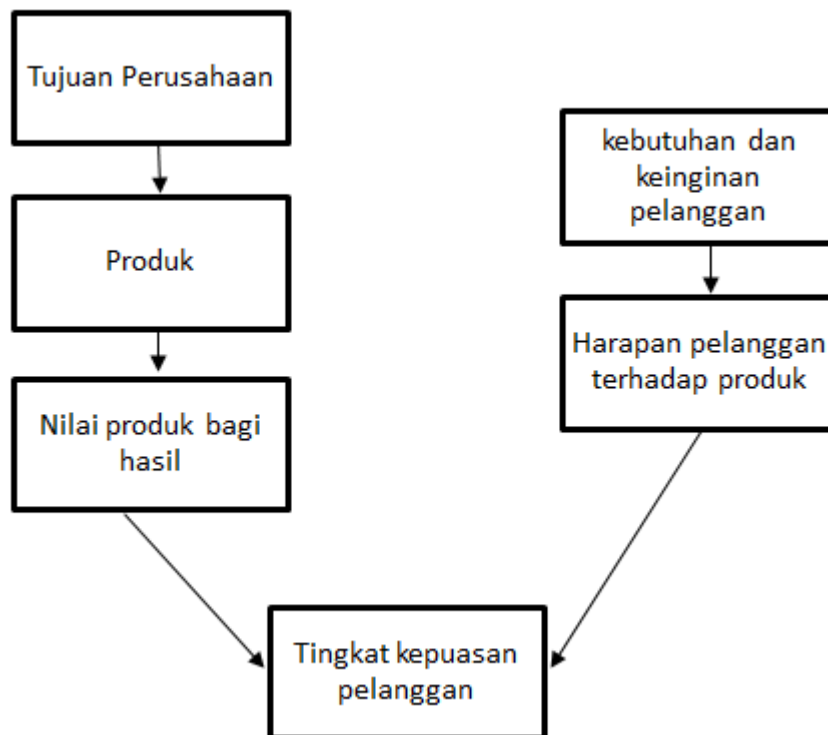 Tujuan Perusahaan
Produk
Nilai produk bagi
hasil
kebutuhan dan
keinginan
pelanggan
Harapan pelanggan
terhadap produk
Tingkat kepuasan
pelanggan